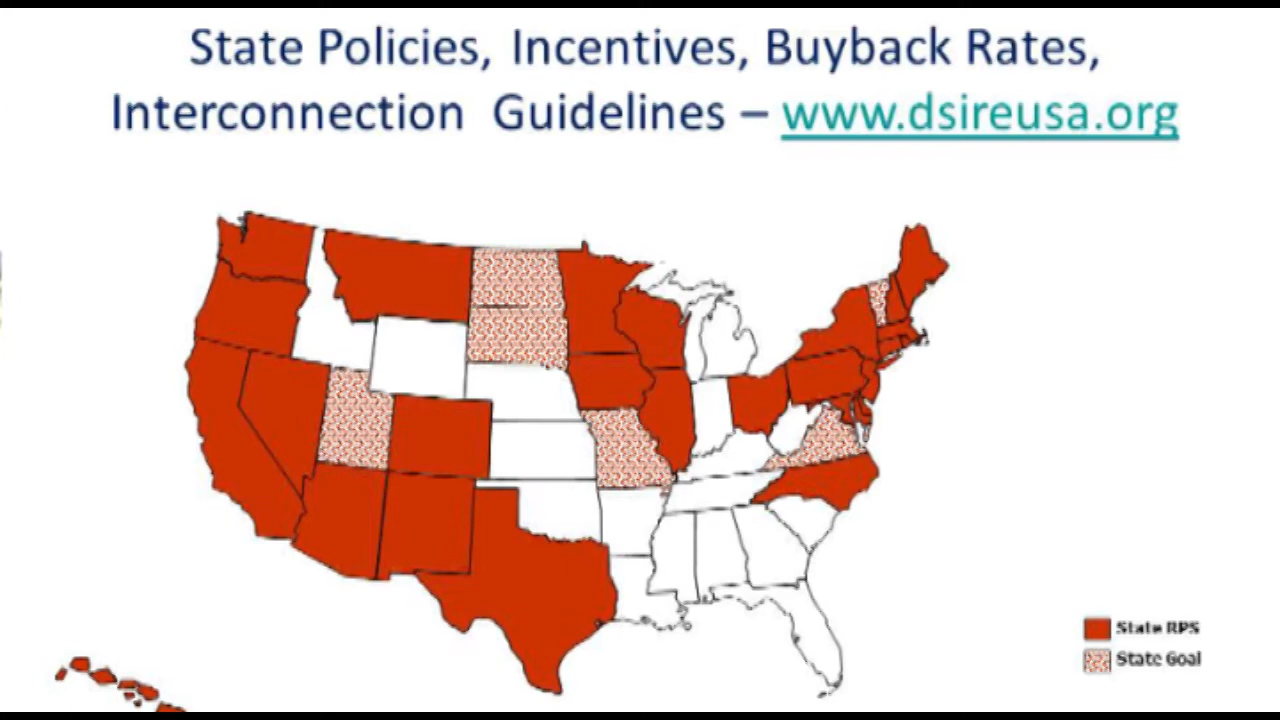 State Policies, Incentives, Buyback Rates,
Interconnection Guidelines – www.dsireusa.org
State RPS
State Goal